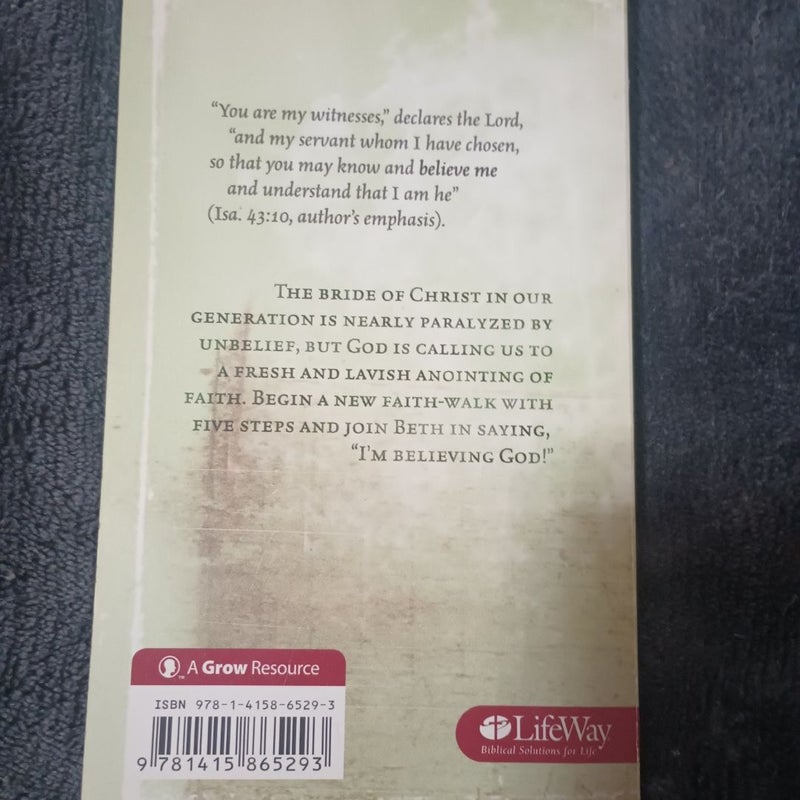 “You are my witnesses,” declares the Lord,
“and my servant whom I have chosen,
so that you may know and believe me
and understand that I am he”
(Isa. 43:10, author’s emphasis).
The bride of Christ in our
generation is nearly paralyzed by
unbelief, but God is calling us to
a fresh and lavish anointing of
faith. Begin a new faith-walk with
five steps and join Beth in saying,
“I’m believing God!”
A Grow Resource
ISBN 978-1-4158-6529-3
9 781415 865293
LifeWay
Biblical Solutions for Life